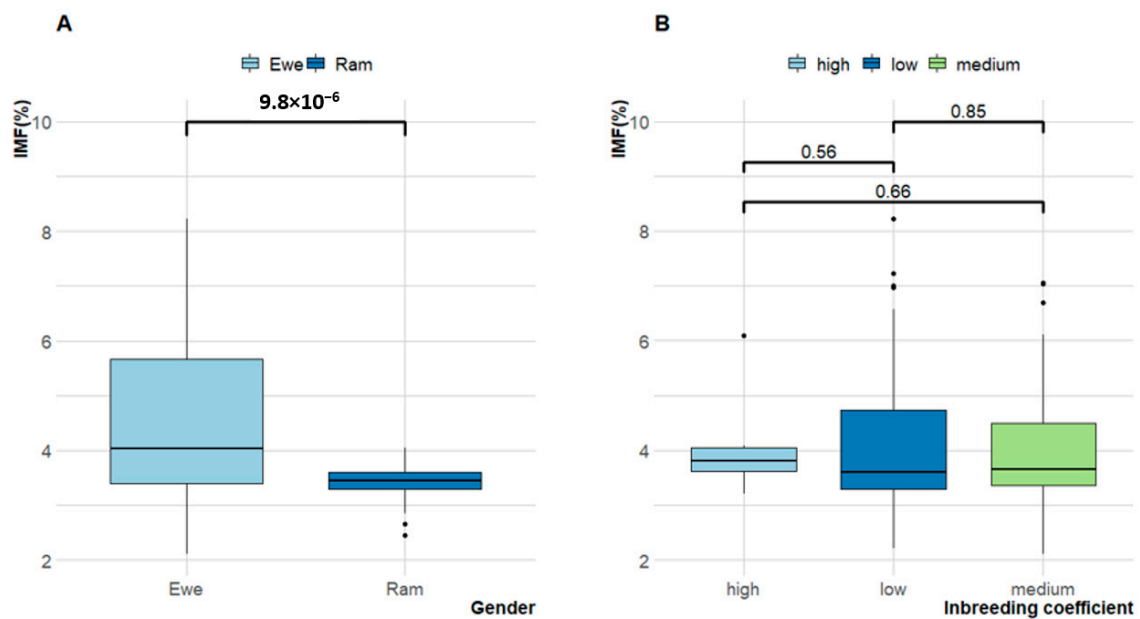 A
Ewe Ram
9.8×10⁻⁶
IMF(%)
10
8
6
4
2
Ewe Ram
Gender
B
high low medium
0.85
0.56
0.66
IMF(%)
10
8
6
4
2
high low medium
Inbreeding coefficient